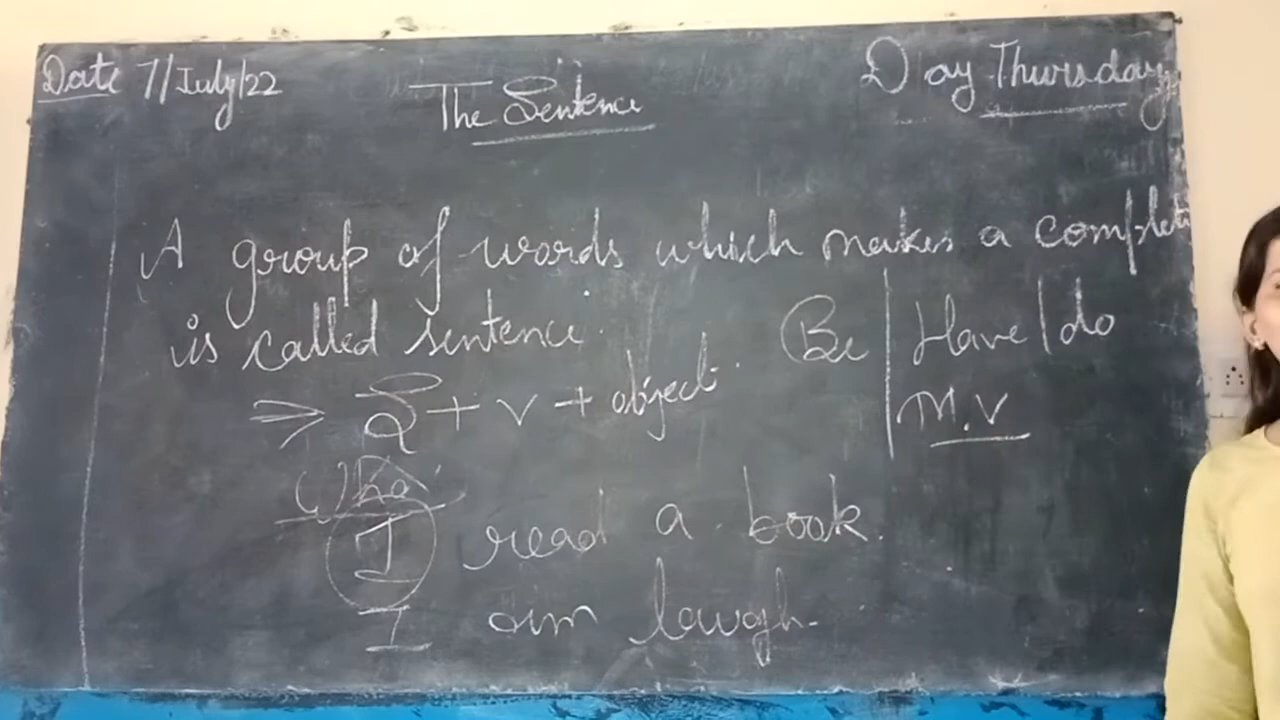 Date 7/July/22
The Sentence
Day Thursday
A group of words which makes a complete
is called sentence.
Be | Have | do
M.V
⇒ S + V + object.
Who
I read a book.
I am laugh.